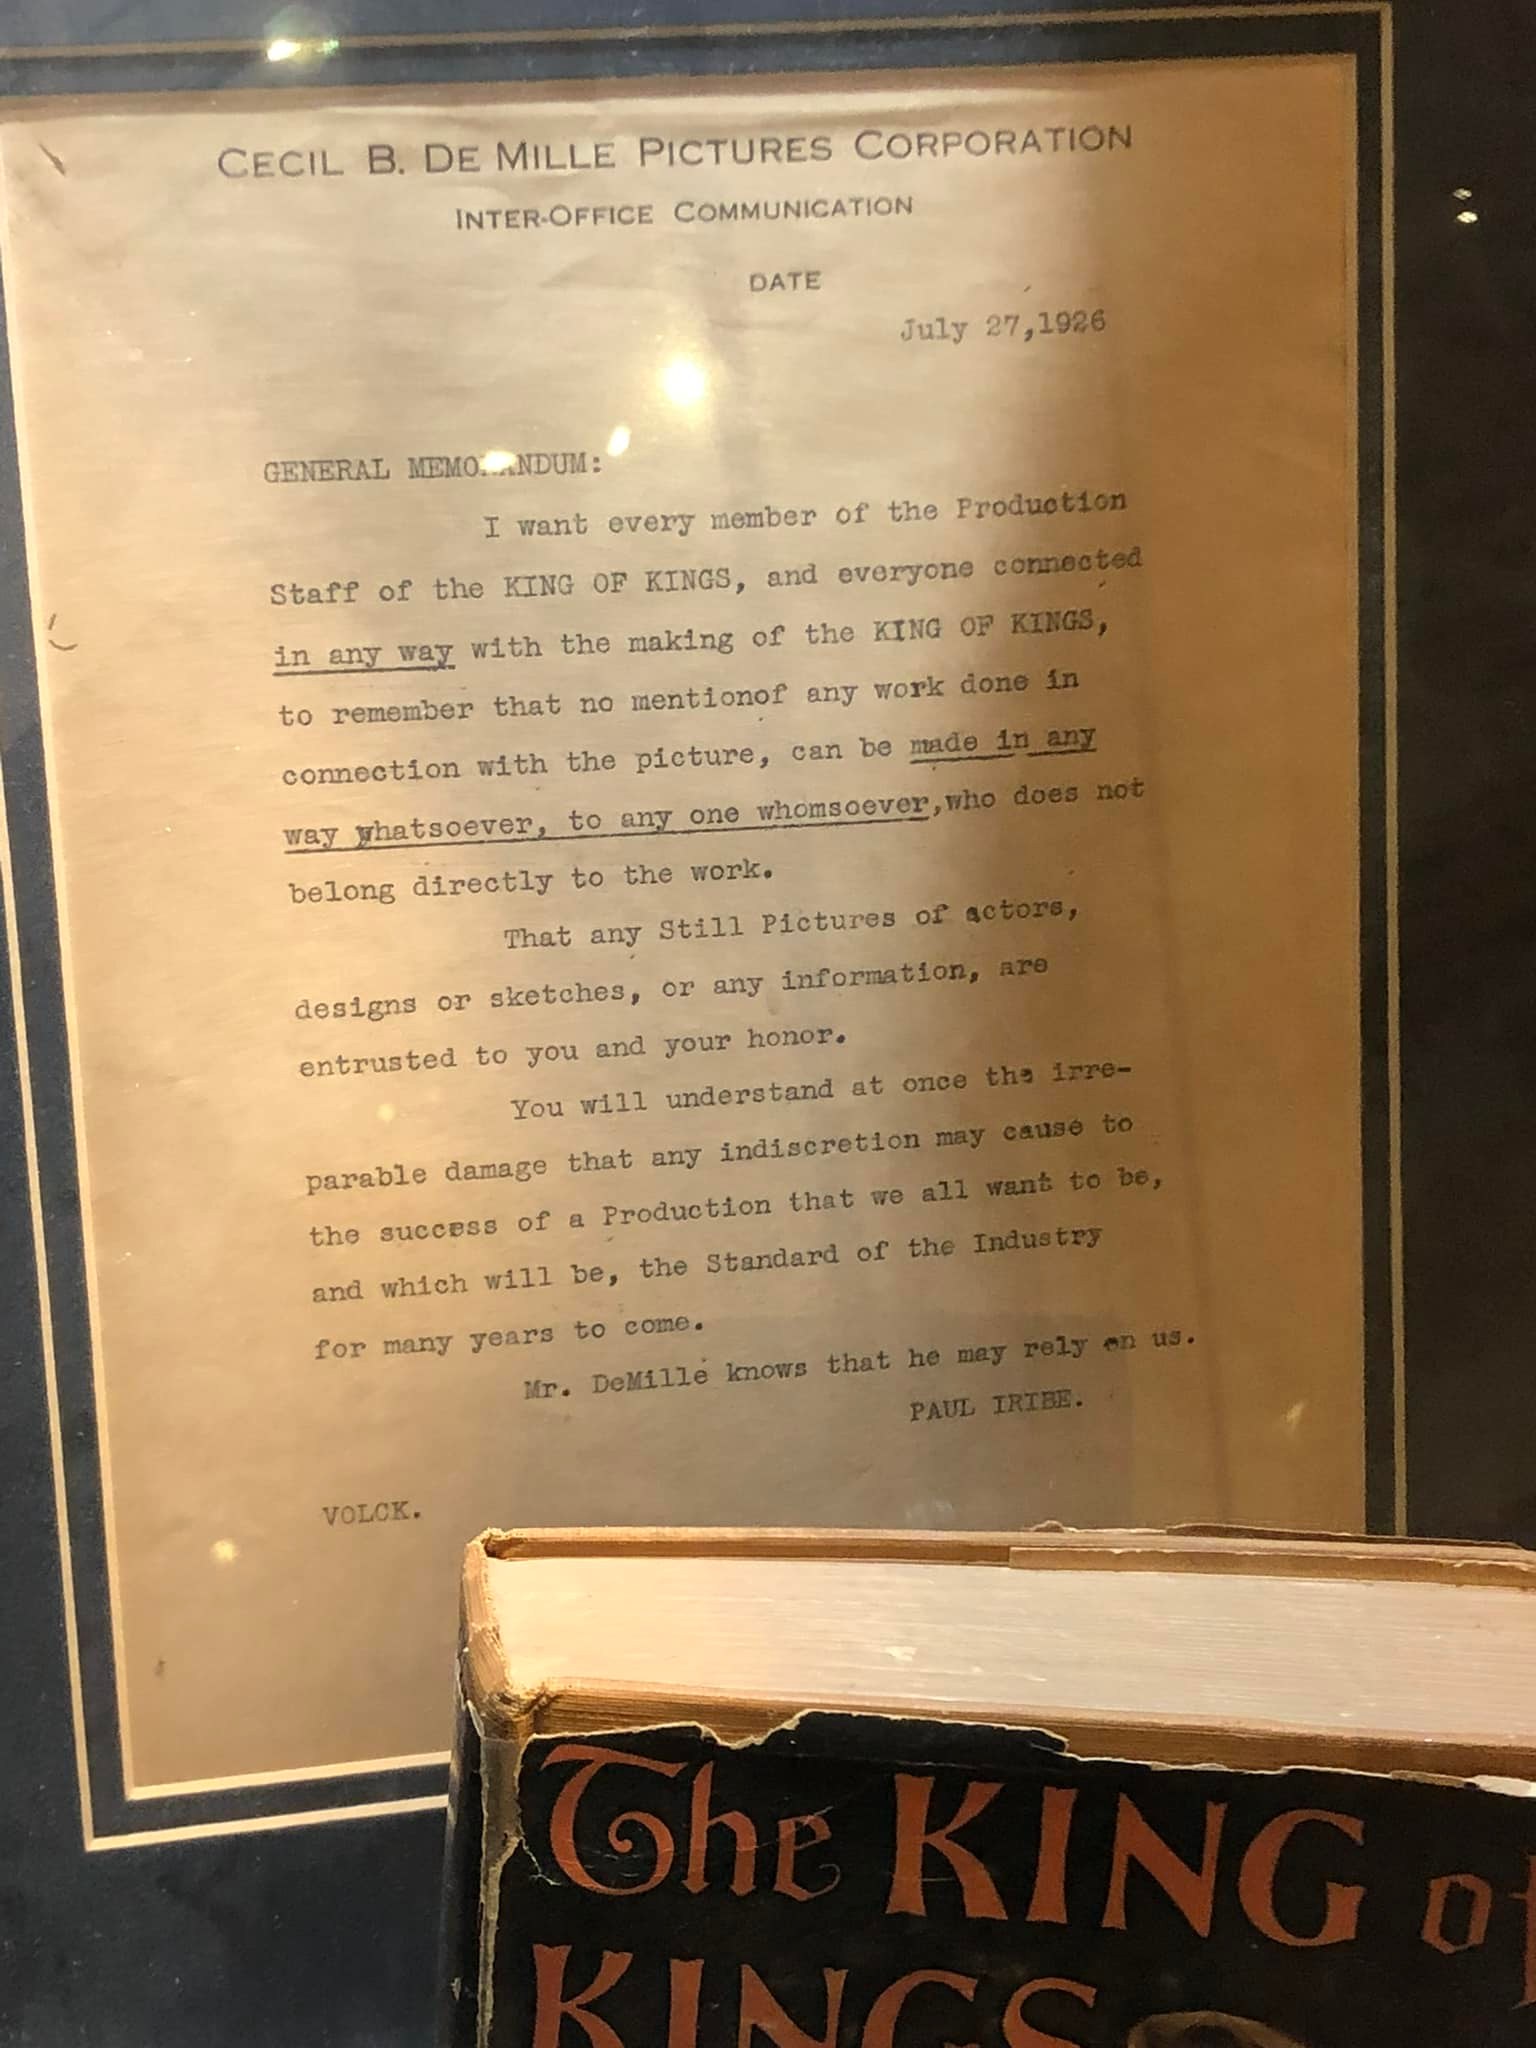 CECIL B. DE MILLE PICTURES CORPORATION
INTER-OFFICE COMMUNICATION
DATE
July 27,1926
GENERAL MEMORANDUM:
I want every member of the Production
Staff of the KING OF KINGS, and everyone connected
in any way with the making of the KING OF KINGS,
to remember that no mentionof any work done in
connection with the picture, can be made in any
way whatsoever, to any one whomsoever,who does not
belong directly to the work.
That any Still Pictures of actors,
designs or sketches, or any information, are
entrusted to you and your honor.
You will understand at once the irre-
parable damage that any indiscretion may cause to
the success of a Production that we all want to be,
and which will be, the Standard of the Industry
for many years to come.
Mr. DeMille knows that he may rely on us.
PAUL IRIBE.
VOLCK.
The KING of
KINGS